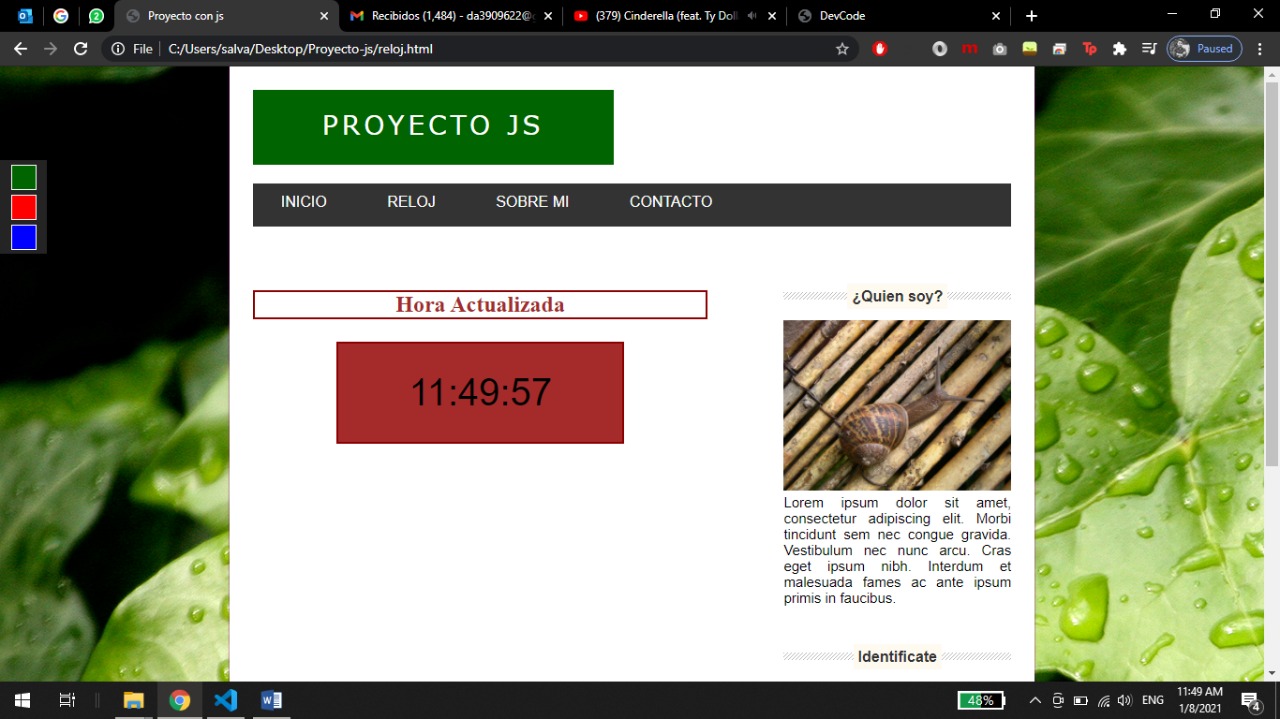 Proyecto con js
Recibidos (1,484) - da3909622@g
(379) Cinderella (feat. Ty Doll
DevCode
File
C:/Users/salva/Desktop/Proyecto-js/reloj.html
m
Tp
Paused
PROYECTO JS
INICIO
RELOJ
SOBRE MI
CONTACTO
Hora Actualizada
11:49:57
¿Quien soy?
Lorem ipsum dolor sit amet,
consectetur adipiscing elit. Morbi
tincidunt sem nec congue gravida.
Vestibulum nec nunc arcu. Cras
eget ipsum nibh. Interdum et
malesuada fames ac ante ipsum
primis in faucibus.
Identificate
48%
ENG
11:49 AM
1/8/2021
4